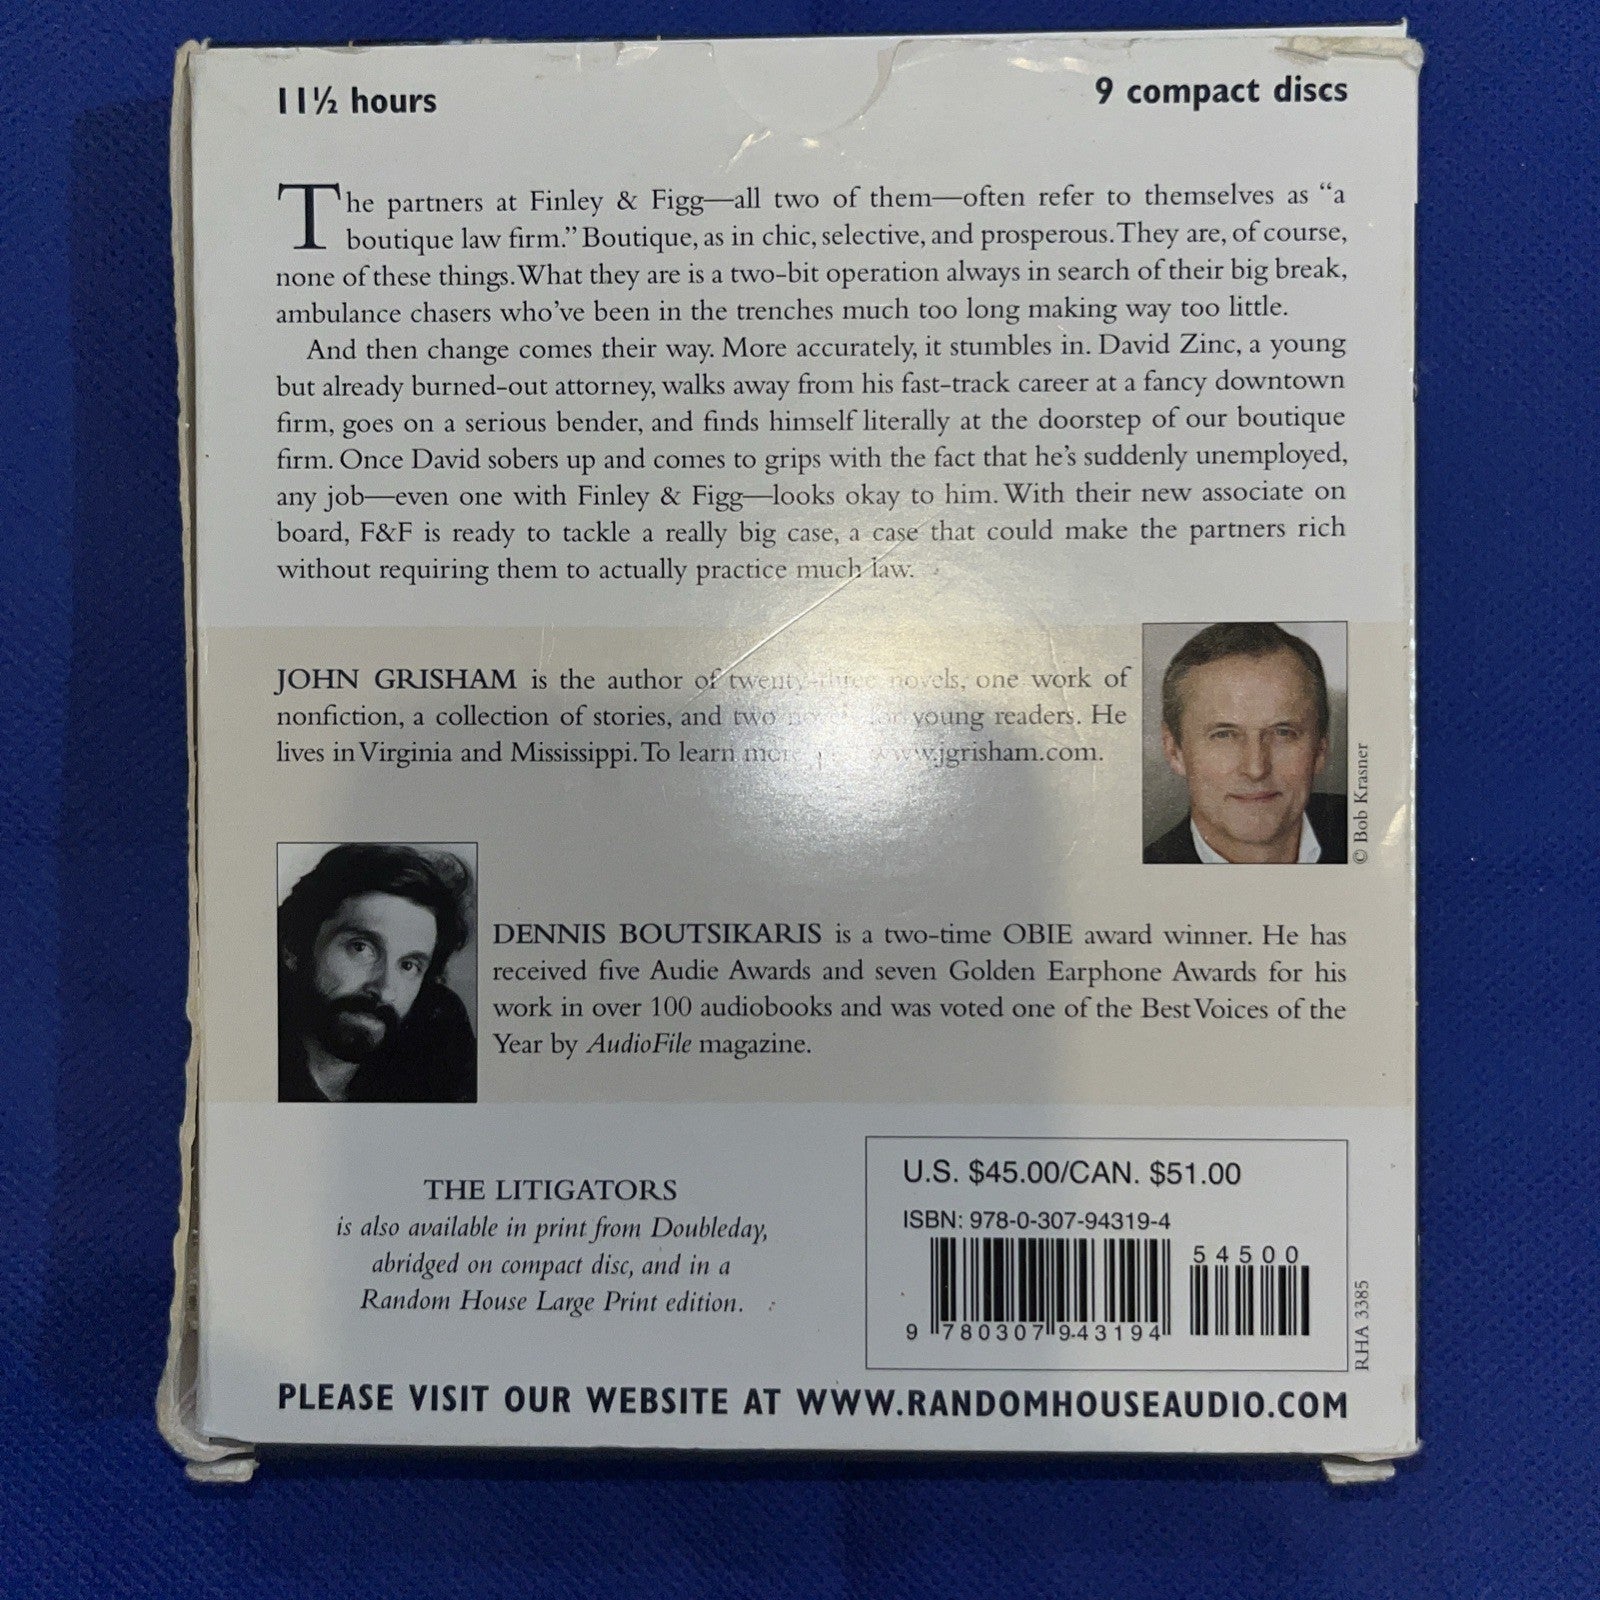 11½ hours
9 compact discs
The partners at Finley & Figg—all two of them—often refer to themselves as “a
boutique law firm.” Boutique, as in chic, selective, and prosperous. They are, of course,
none of these things. What they are is a two-bit operation always in search of their big break,
ambulance chasers who’ve been in the trenches much too long making way too little.
And then change comes their way. More accurately, it stumbles in. David Zinc, a young
but already burned-out attorney, walks away from his fast-track career at a fancy downtown
firm, goes on a serious bender, and finds himself literally at the doorstep of our boutique
firm. Once David sobers up and comes to grips with the fact that he’s suddenly unemployed,
any job—even one with Finley & Figg—looks okay to him. With their new associate on
board, F&F is ready to tackle a really big case, a case that could make the partners rich
without requiring them to actually practice much law.
JOHN GRISHAM is the author of twenty-three novels, one work of
nonfiction, a collection of stories, and two for young readers. He
lives in Virginia and Mississippi. To learn more www.jgrisham.com.
© Bob Krasner
DENNIS BOUTSIKARIS is a two-time OBIE award winner. He has
received five Audie Awards and seven Golden Earphone Awards for his
work in over 100 audiobooks and was voted one of the Best Voices of the
Year by AudioFile magazine.
THE LITIGATORS
is also available in print from Doubleday,
abridged on compact disc, and in a
Random House Large Print edition.
U.S. $45.00/CAN. $51.00
ISBN: 978-0-307-94319-4
54500
9 780307 943194
RHA 3385
PLEASE VISIT OUR WEBSITE AT WWW.RANDOMHOUSEAUDIO.COM